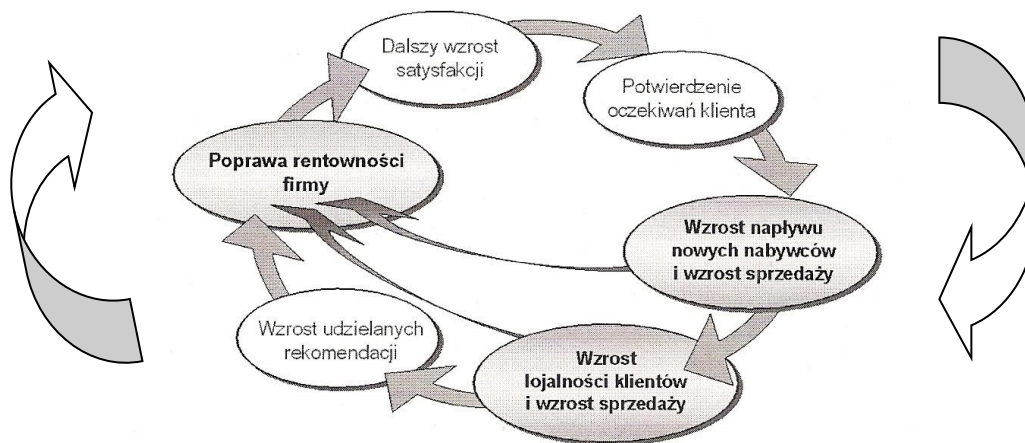 Dalszy wzrost
satysfakcji
Potwierdzenie
oczekiwań klienta
Wzrost napływu
nowych nabywców
i wzrost sprzedaży
Wzrost
lojalności klientów
i wzrost sprzedaży
Wzrost udzielanych
rekomendacji
Poprawa rentowności
firmy